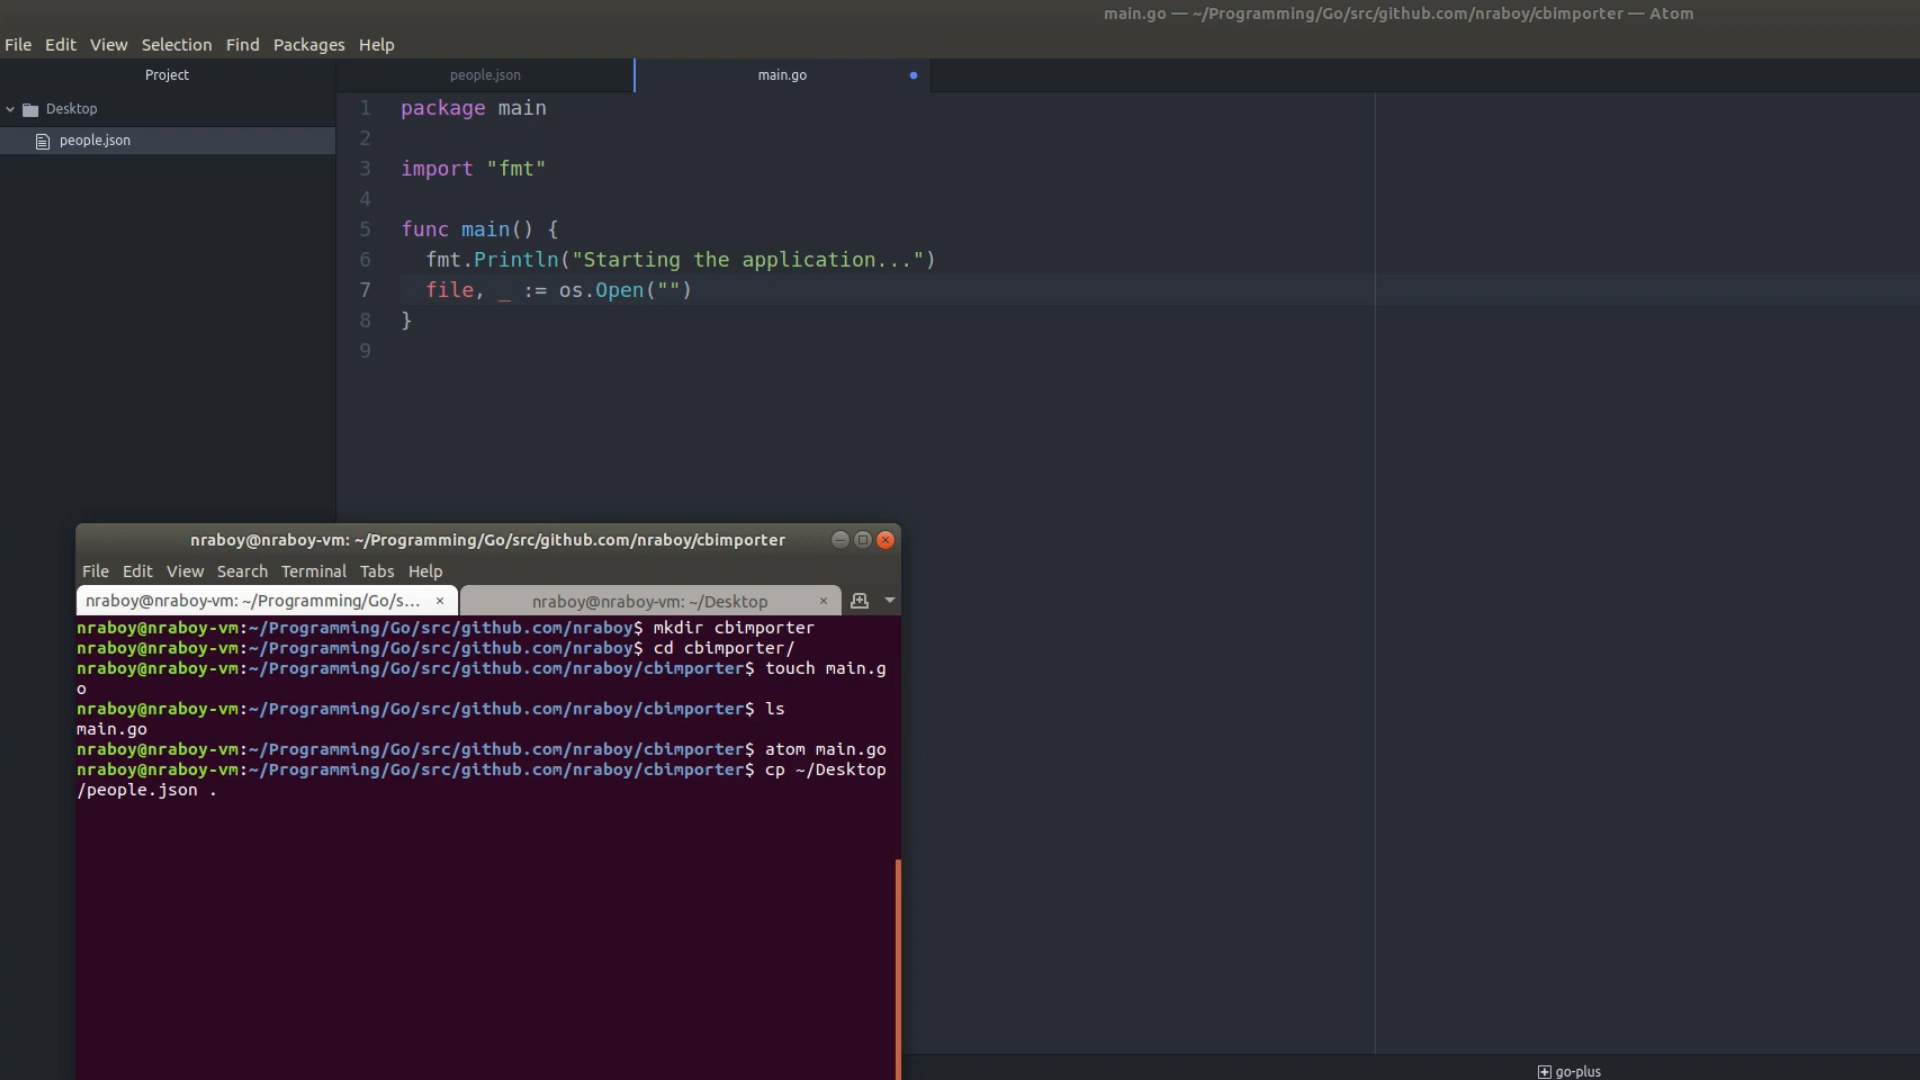 main.go — ~/Programming/Go/src/github.com/nraboy/cbimporter — Atom
File Edit View Selection Find Packages Help
Project
people.json
main.go
Desktop
people.json
1 package main
2
3 import "fmt"
4
5 func main() {
6 fmt.Println("Starting the application...")
7 file, _ := os.Open("")
8 }
9
nraboy@nraboy-vm: ~/Programming/Go/src/github.com/nraboy/cbimporter
File Edit View Search Terminal Tabs Help
nraboy@nraboy-vm: ~/Programming/Go/s... ×
nraboy@nraboy-vm: ~/Desktop ×
nraboy@nraboy-vm:~/Programming/Go/src/github.com/nraboy$ mkdir cbimporter
nraboy@nraboy-vm:~/Programming/Go/src/github.com/nraboy$ cd cbimporter/
nraboy@nraboy-vm:~/Programming/Go/src/github.com/nraboy/cbimporter$ touch main.g
o
nraboy@nraboy-vm:~/Programming/Go/src/github.com/nraboy/cbimporter$ ls
main.go
nraboy@nraboy-vm:~/Programming/Go/src/github.com/nraboy/cbimporter$ atom main.go
nraboy@nraboy-vm:~/Programming/Go/src/github.com/nraboy/cbimporter$ cp ~/Desktop
/people.json .
go-plus